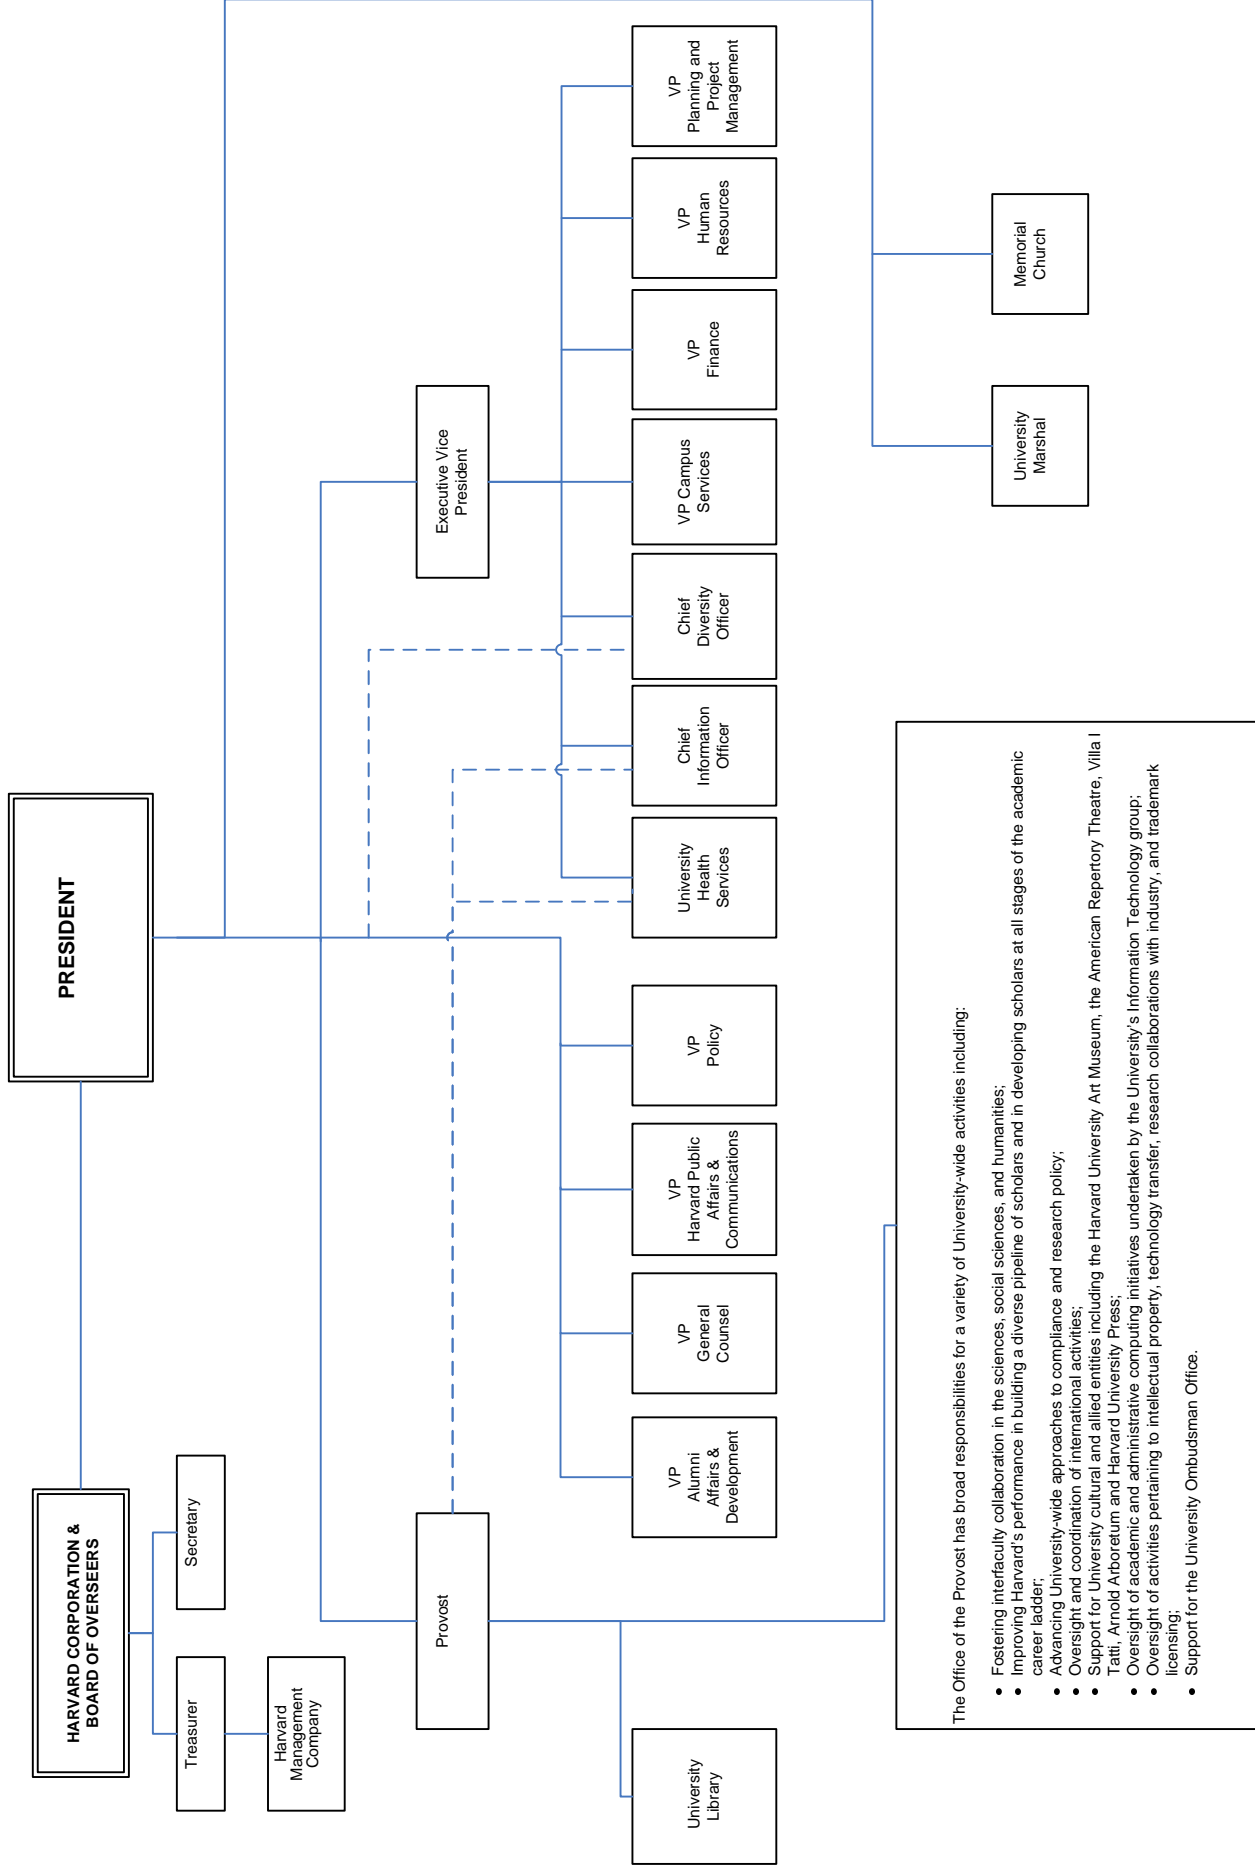 HARVARD CORPORATION &
BOARD OF OVERSEERS
PRESIDENT
Treasurer
Secretary
Harvard
Management
Company
Provost
Executive Vice
President
University
Library
VP
Alumni
Affairs &
Development
VP
General
Counsel
VP
Harvard Public
Affairs &
Communications
VP
Policy
University
Health
Services
Chief
Information
Officer
Chief
Diversity
Officer
VP Campus
Services
VP
Finance
VP
Human
Resources
VP
Planning and
Project
Management
The Office of the Provost has broad responsibilities for a variety of University-wide activities including:
• Fostering interfaculty collaboration in the sciences, social sciences, and humanities;
• Improving Harvard's performance in building a diverse pipeline of scholars and in developing scholars at all stages of the academic
career ladder;
• Advancing University-wide approaches to compliance and research policy;
• Oversight and coordination of international activities;
• Support for University cultural and allied entities including the Harvard University Art Museum, the American Repertory Theatre, Villa I
Tatti, Arnold Arboretum and Harvard University Press;
• Oversight of academic and administrative computing initiatives undertaken by the University's Information Technology group;
• Oversight of activities pertaining to intellectual property, technology transfer, research collaborations with industry, and trademark
licensing;
• Support for the University Ombudsman Office.
University
Marshal
Memorial
Church